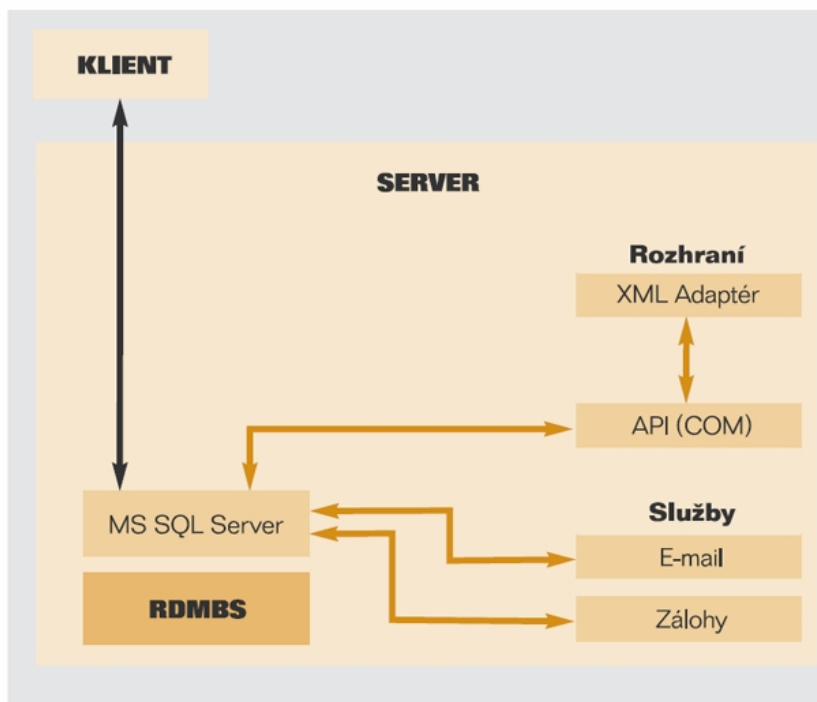 KLIENT
SERVER
Rozhraní
XML Adaptér
API (COM)
MS SQL Server
RDMBS
Služby
E-mail
Zálohy